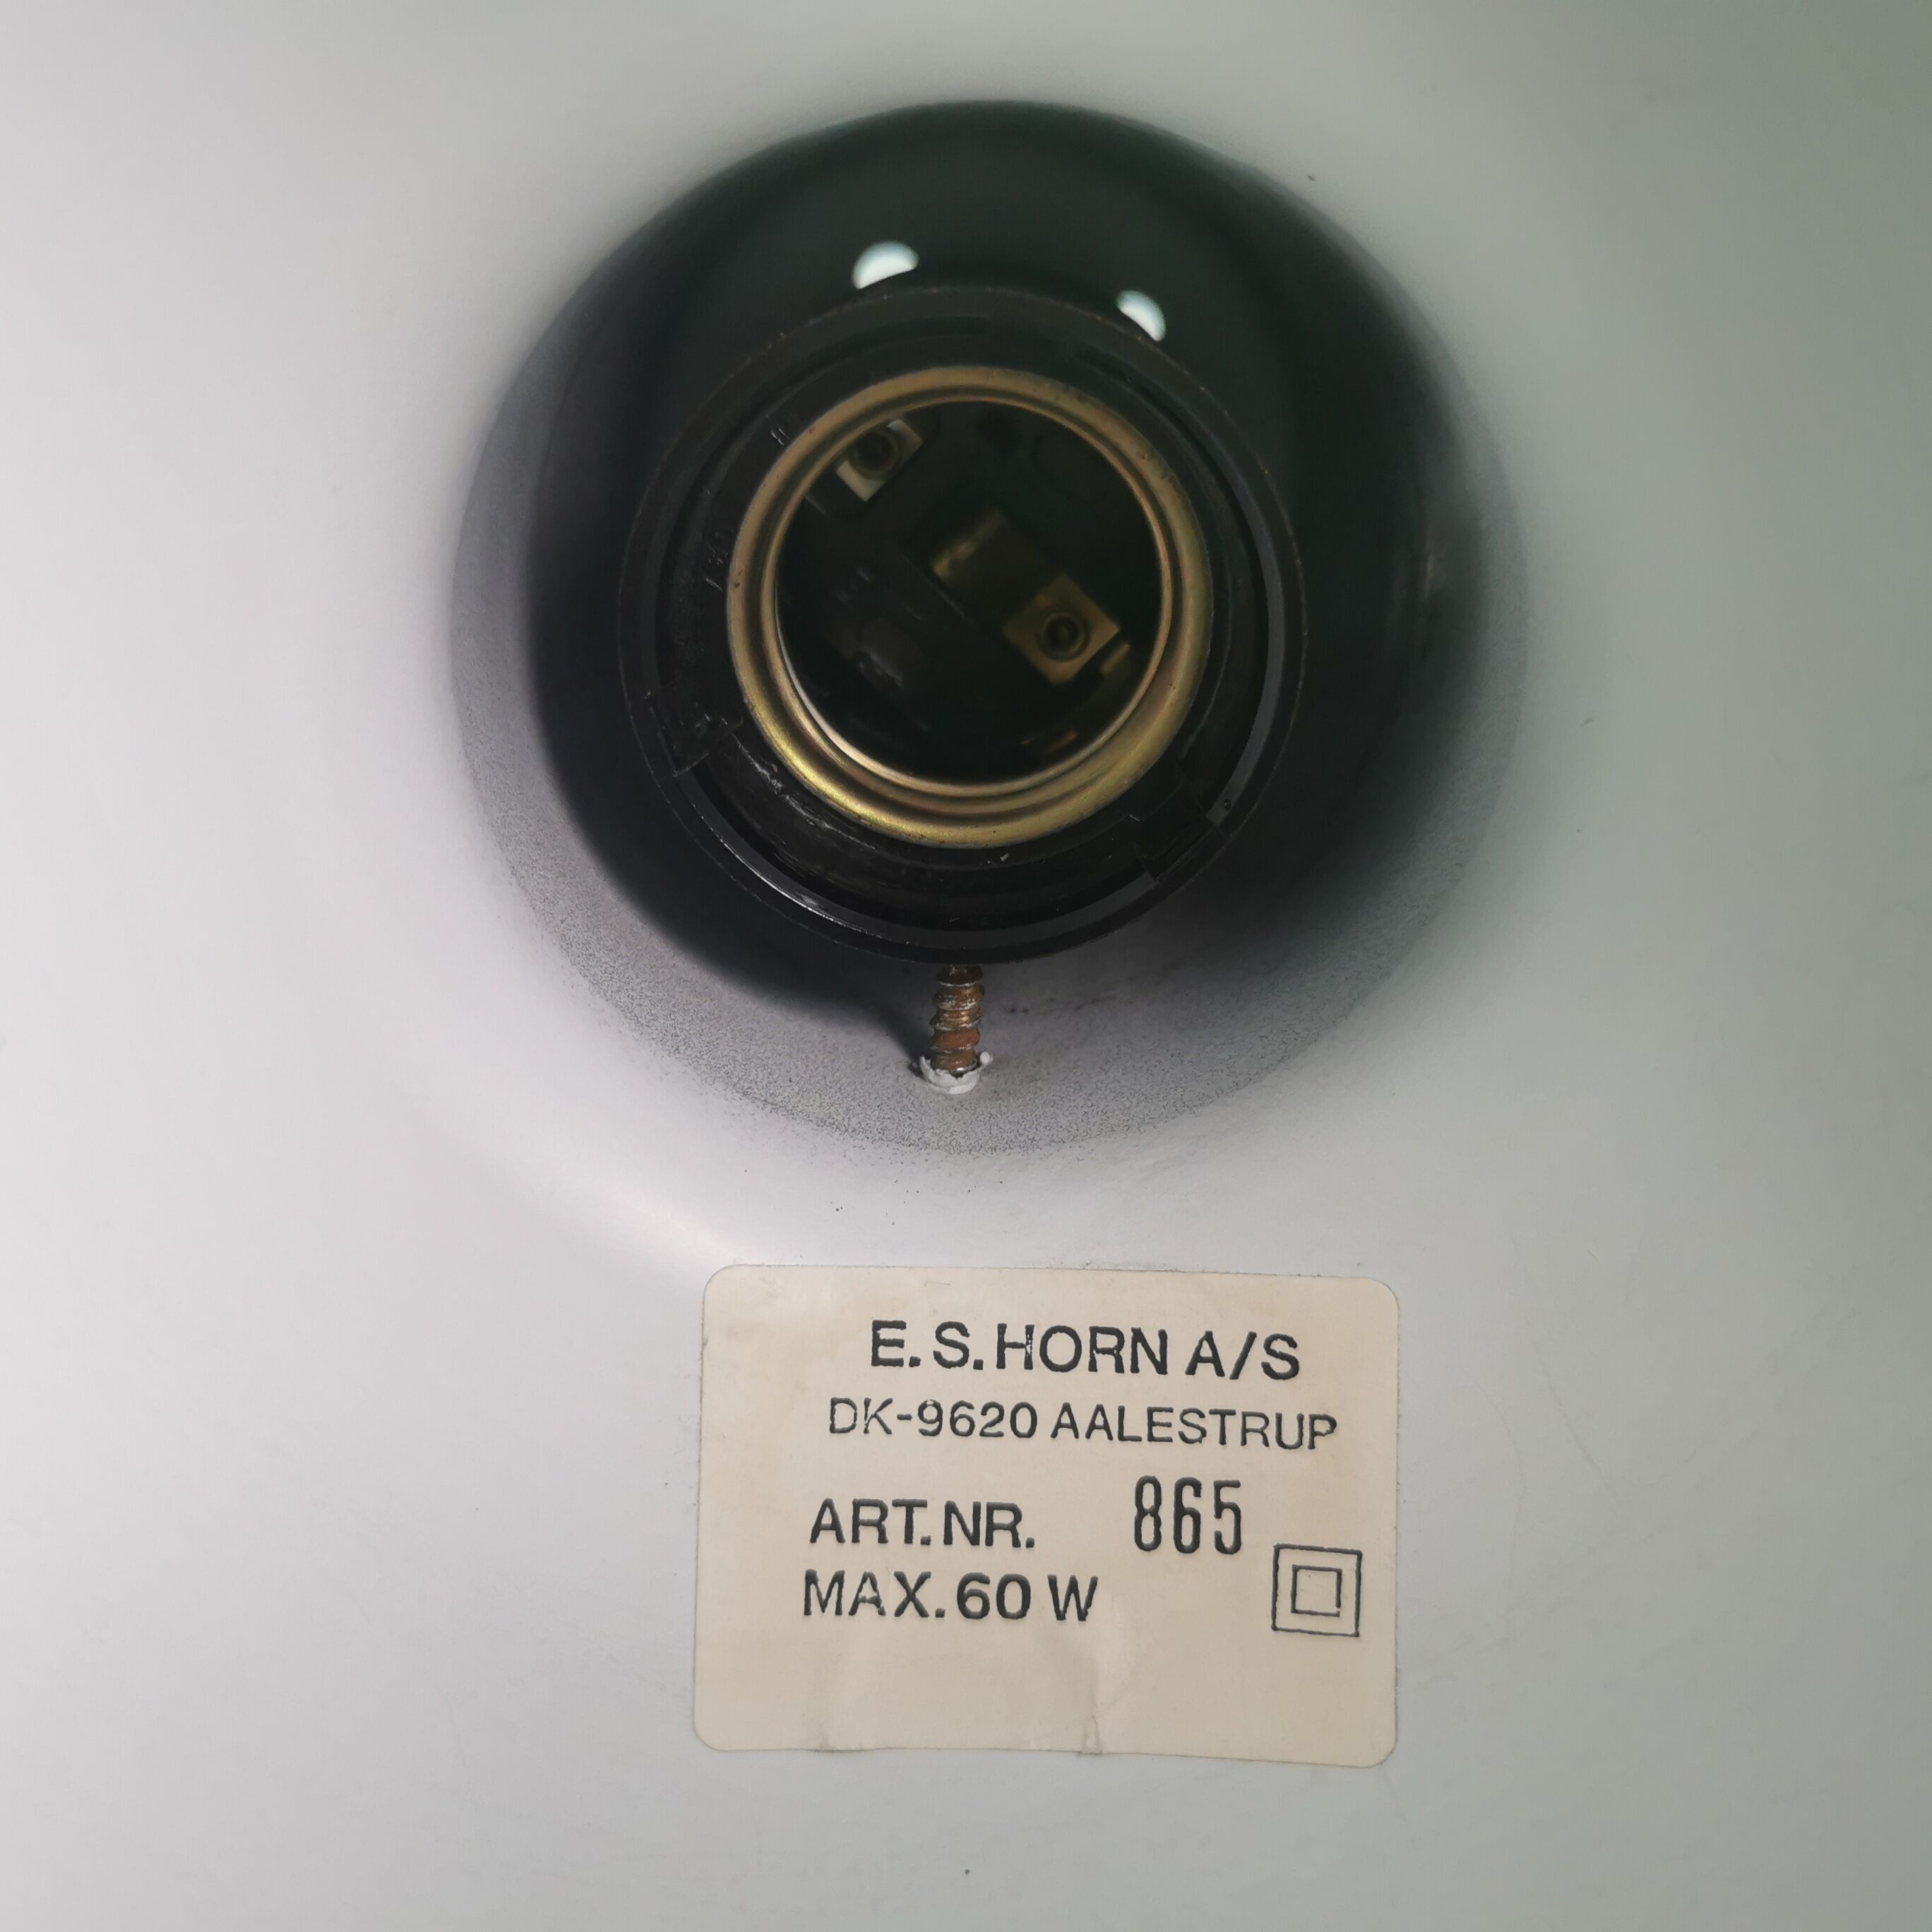 E. S. HORN A/S
DK-9620 AALESTRUP
ART. NR. 865
MAX. 60 W